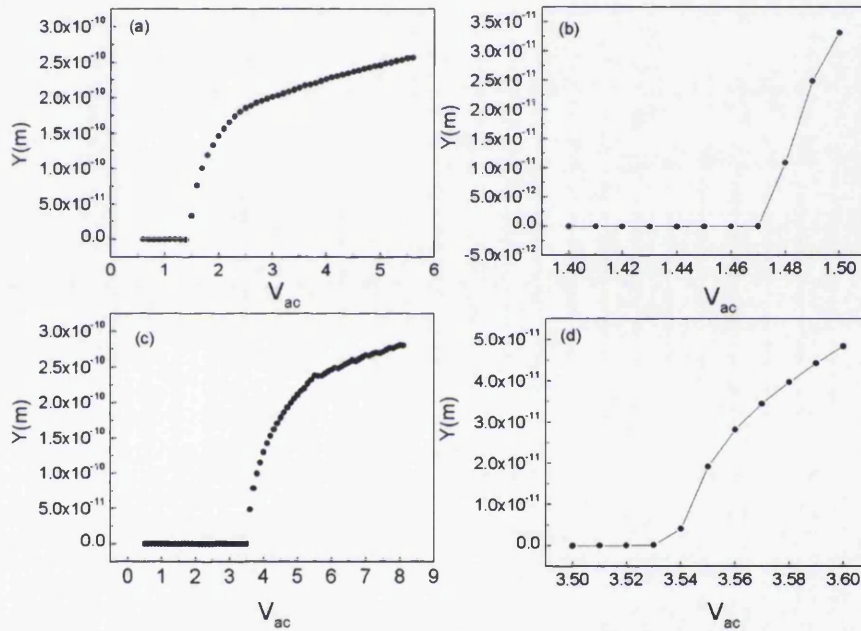 (a)
3.0x10⁻¹⁰
2.5x10⁻¹⁰
2.0x10⁻¹⁰
1.5x10⁻¹⁰
1.0x10⁻¹⁰
5.0x10⁻¹¹
0.0
Y(m)
0 1 2 3 4 5 6
Vac
(b)
3.5x10⁻¹¹
3.0x10⁻¹¹
2.5x10⁻¹¹
2.0x10⁻¹¹
1.5x10⁻¹¹
1.0x10⁻¹¹
5.0x10⁻¹²
0.0
-5.0x10⁻¹²
Y(m)
1.40 1.42 1.44 1.46 1.48 1.50
Vac
(c)
3.0x10⁻¹⁰
2.5x10⁻¹⁰
2.0x10⁻¹⁰
1.5x10⁻¹⁰
1.0x10⁻¹⁰
5.0x10⁻¹¹
0.0
Y(m)
0 1 2 3 4 5 6 7 8 9
Vac
(d)
5.0x10⁻¹¹
4.0x10⁻¹¹
3.0x10⁻¹¹
2.0x10⁻¹¹
1.0x10⁻¹¹
0.0
Y(m)
3.50 3.52 3.54 3.56 3.58 3.60
Vac